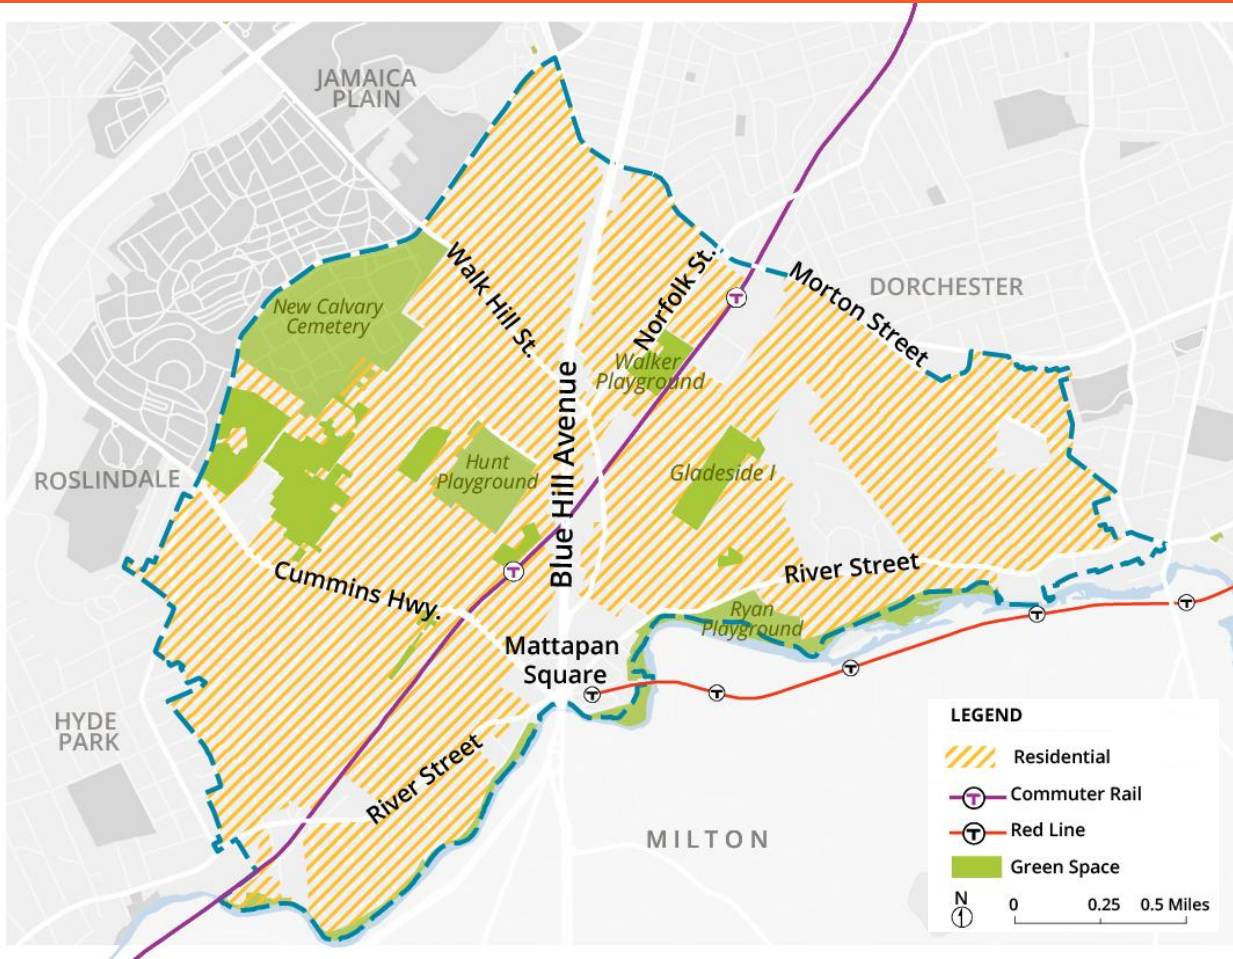 JAMAICA
PLAIN
Walk Hill St.
Norfolk St.
Morton Street
DORCHESTER
New Calvary
Cemetery
Walker
Playground
Blue Hill Avenue
ROSLINDALE
Hunt
Playground
Gladeside I
Cummins Hwy.
River Street
Ryan
Playground
Mattapan
Square
T
T
T
T
T
T
T
HYDE
PARK
River Street
MILTON
LEGEND
Residential
T
Commuter Rail
T
Red Line
Green Space
N
0
0.25
0.5 Miles